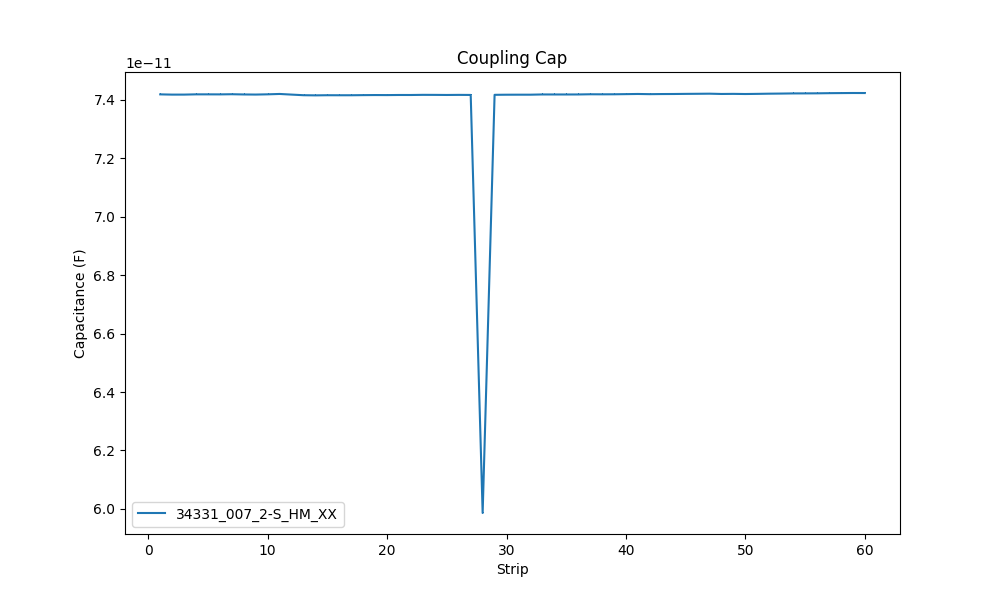 Coupling Cap
1e−11
7.4
7.2
7.0
6.8
6.6
6.4
6.2
6.0
Capacitance (F)
34331_007_2-S_HM_XX
0 10 20 30 40 50 60
Strip